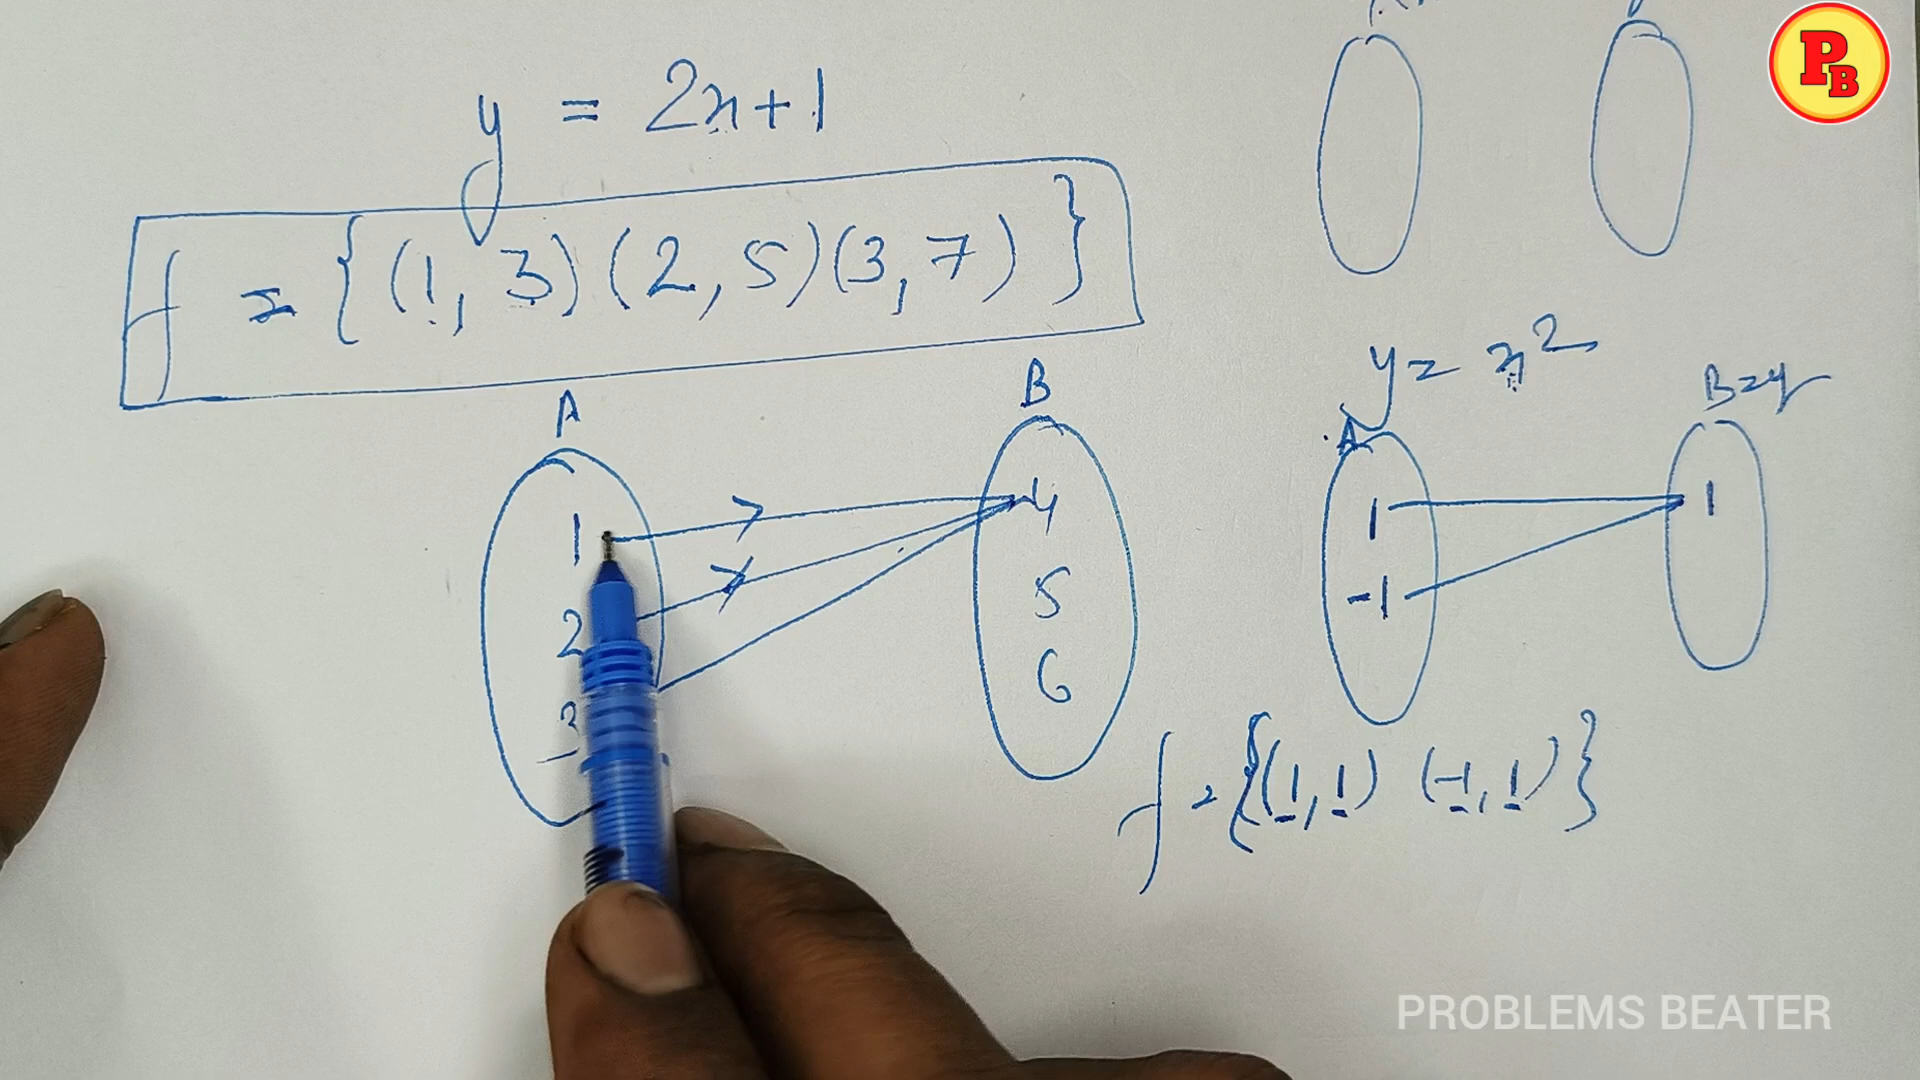 PB
y = 2x+1
f = {(1, 3)(2, 5)(3, 7)}
A B
1 4
2 5
3 6
y = x²
A B=y
1 1
-1
f = {(1, 1) (-1, 1)}
PROBLEMS BEATER